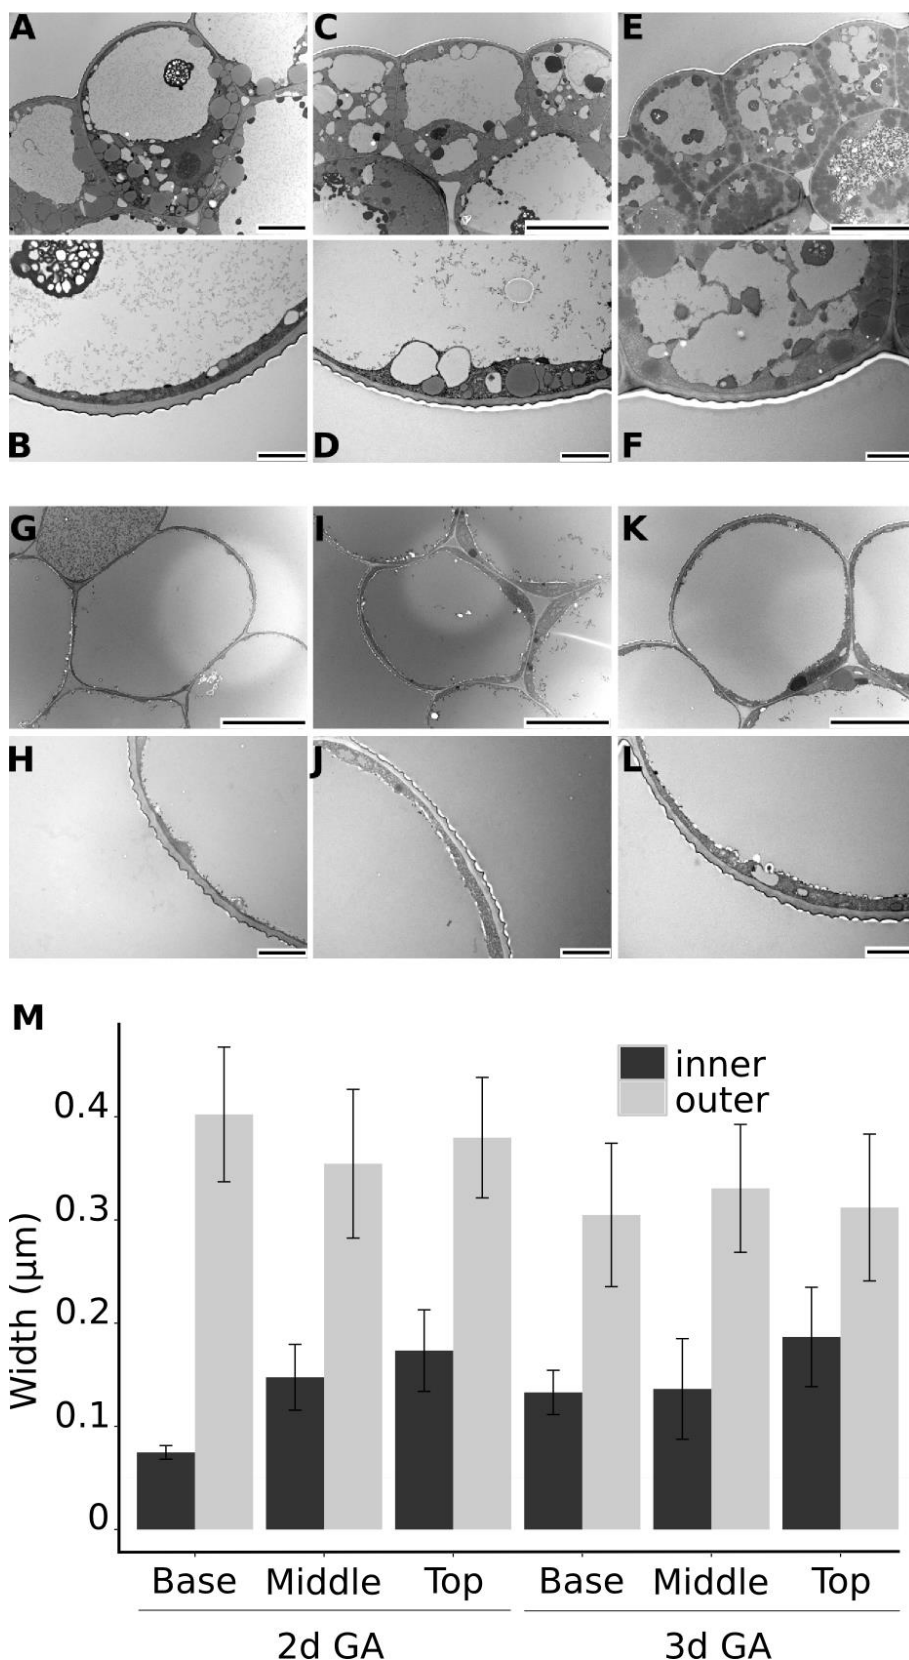 A C E
B D F
G I K
H J L
M
inner
outer
0.4
0.3
0.2
0.1
0
Width (μm)
Base Middle Top Base Middle Top
2d GA 3d GA